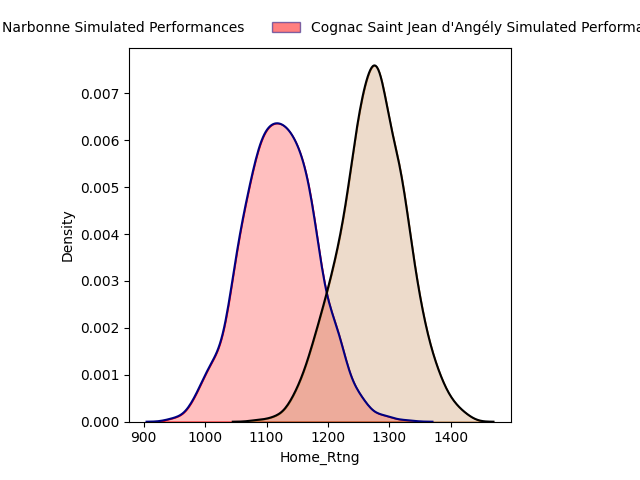 Narbonne Simulated Performances
Cognac Saint Jean d'Angély Simulated Performa
0.007
0.006
0.005
0.004
0.003
0.002
0.001
0.000
Density
900 1000 1100 1200 1300 1400
Home_Rtng